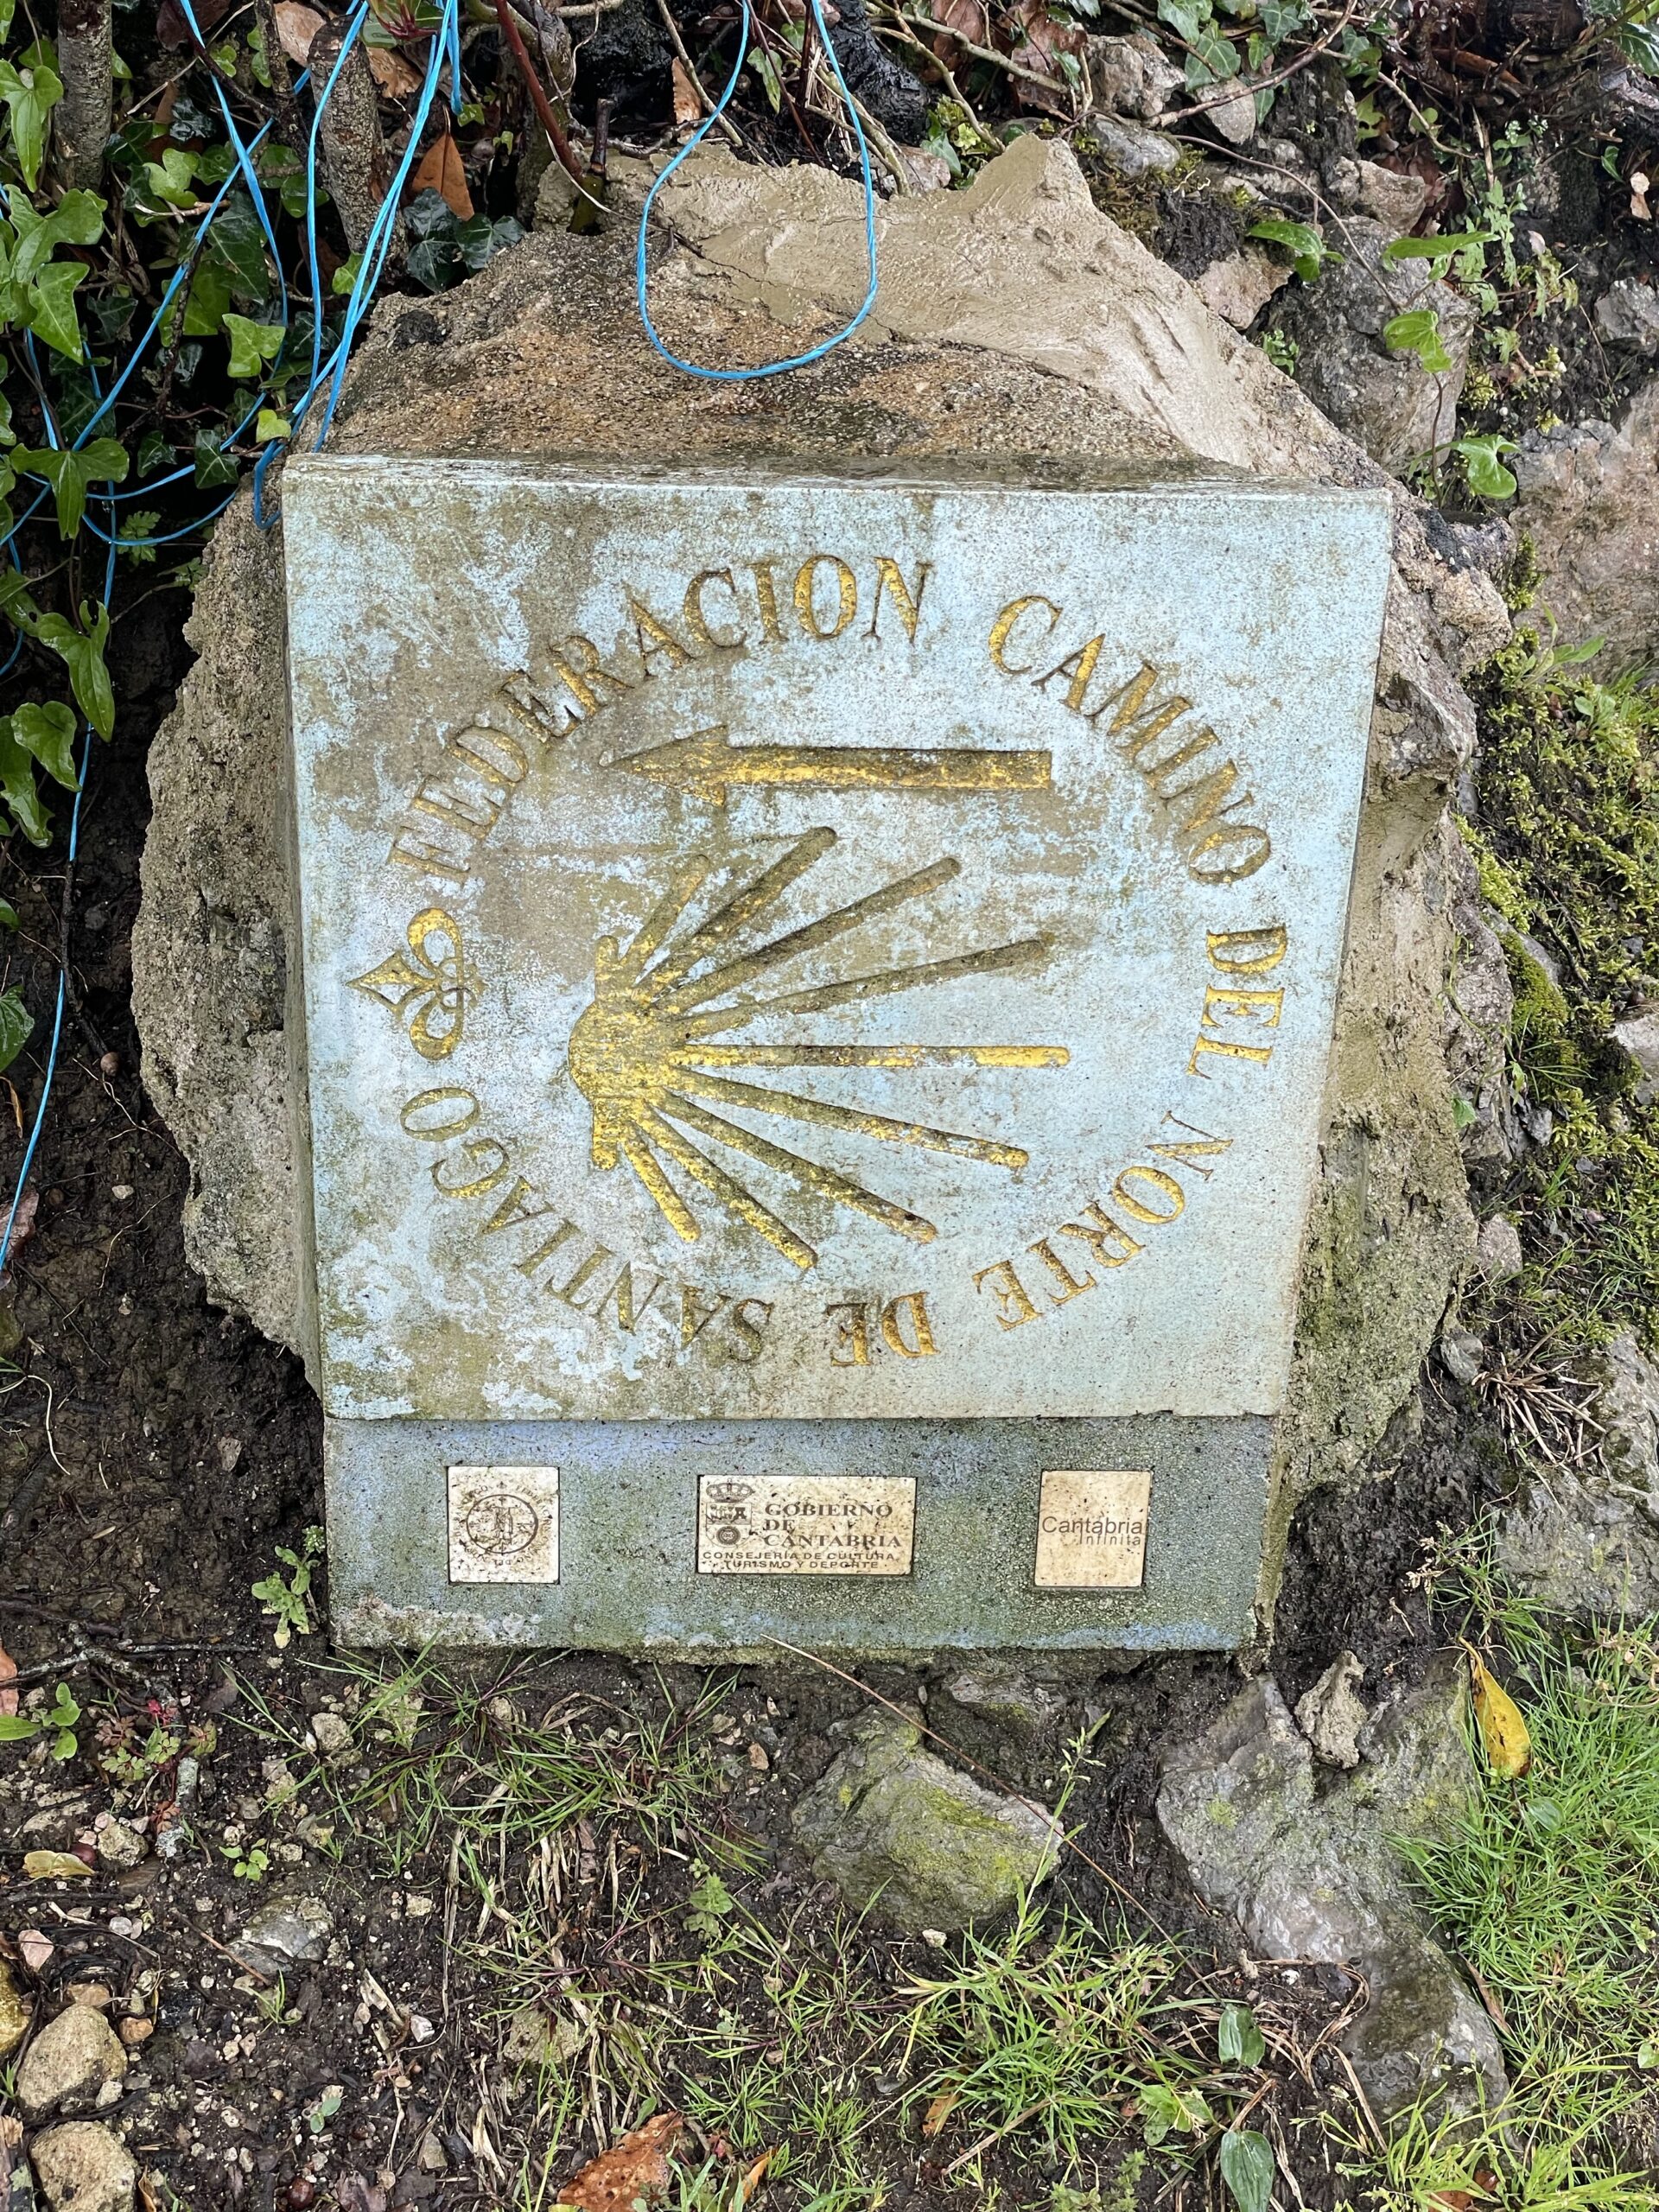 FEDERACION CAMINO DEL NORTE DE SANTIAGO
GOBIERNO
DE
CANTABRIA
CONSEJERIA DE CULTURA,
TURISMO Y DEPORTE
Cantabria
Infinita